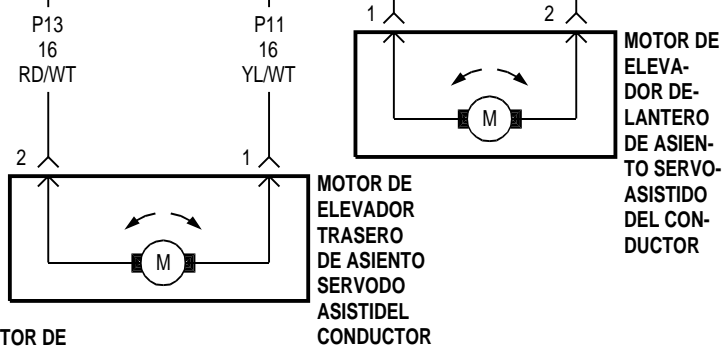 P13
16
RD/WT
P11
16
YL/WT
1
2
MOTOR DE
ELEVA-
DOR DE-
LANTERO
DE ASIEN-
TO SERVO-
ASISTIDO
DEL CON-
DUCTOR
M
2
1
MOTOR DE
ELEVADOR
TRASERO
DE ASIENTO
SERVODO
ASISTIDEL
CONDUCTOR
M
TOR DE